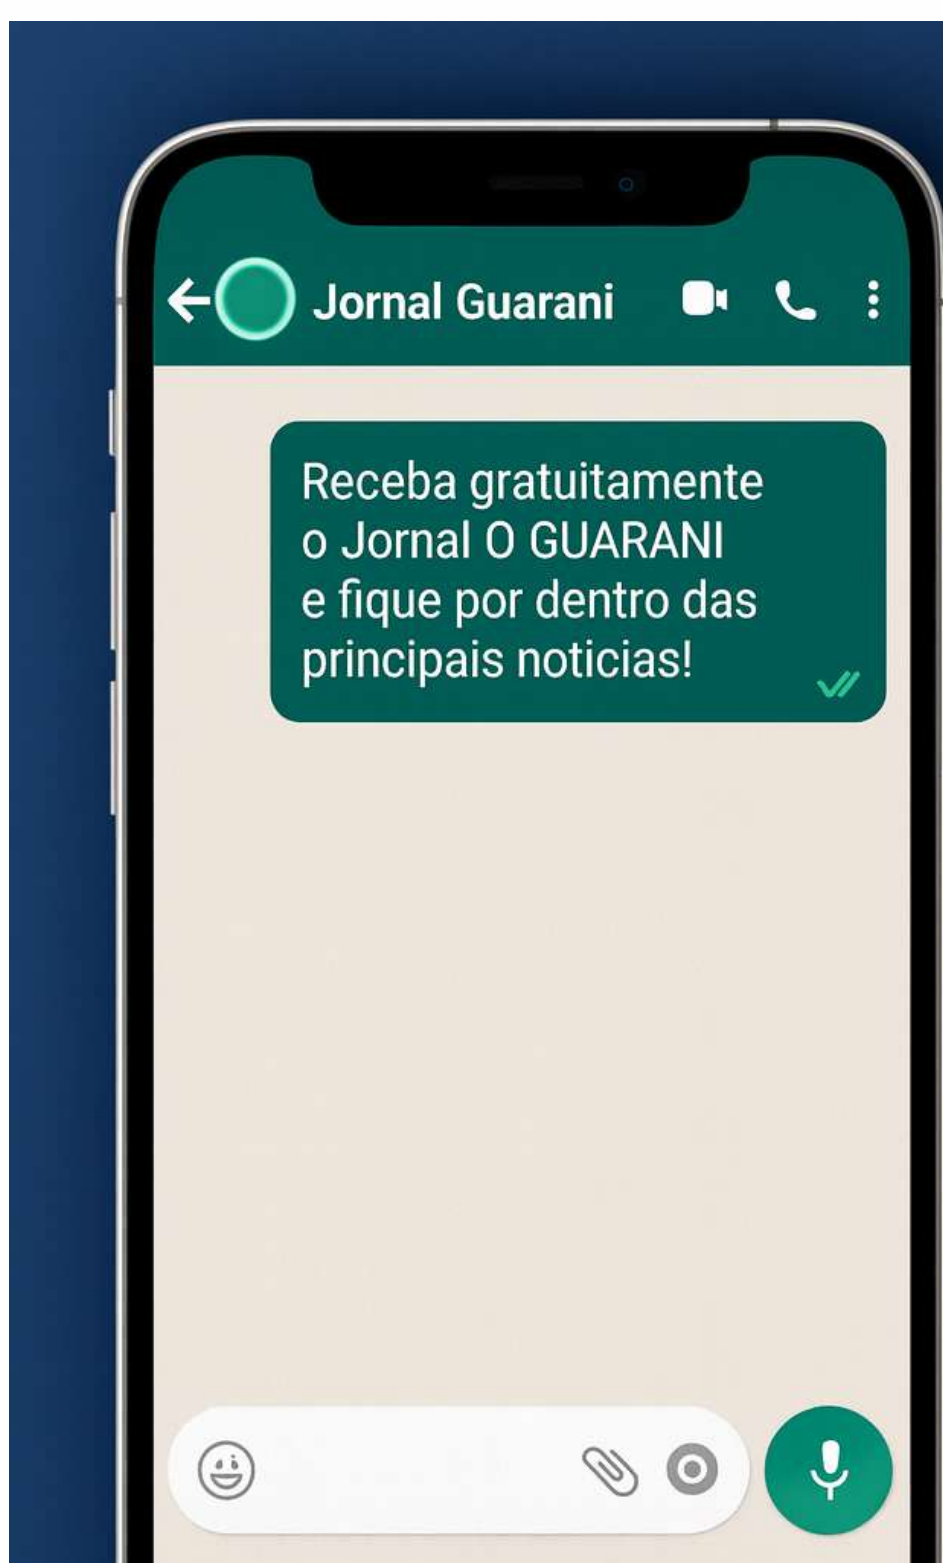 Jornal Guarani
Receba gratuitamente
o Jornal O GUARANI
e fique por dentro das
principais noticias!